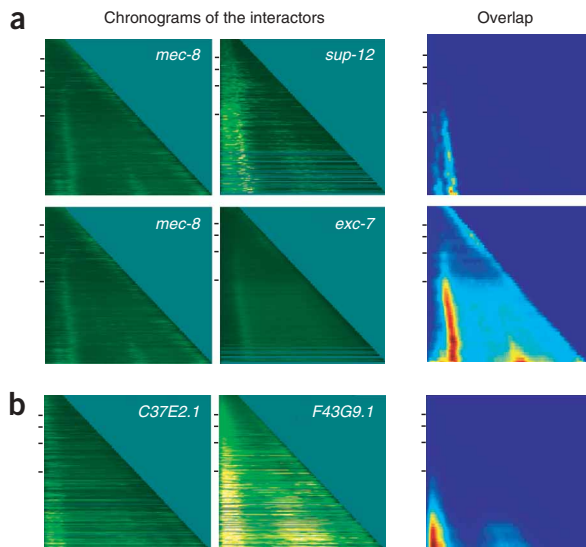 a
Chronograms of the interactors
Overlap
mec-8
sup-12
mec-8
exc-7
b
C37E2.1
F43G9.1